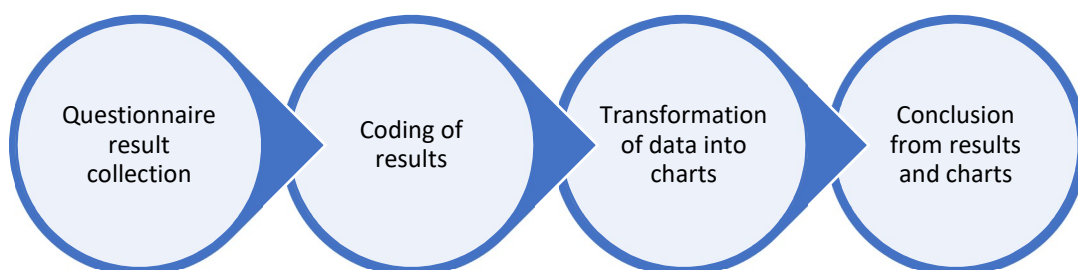 Questionnaire
result
collection
Coding of
results
Transformation
of data into
charts
Conclusion
from results
and charts